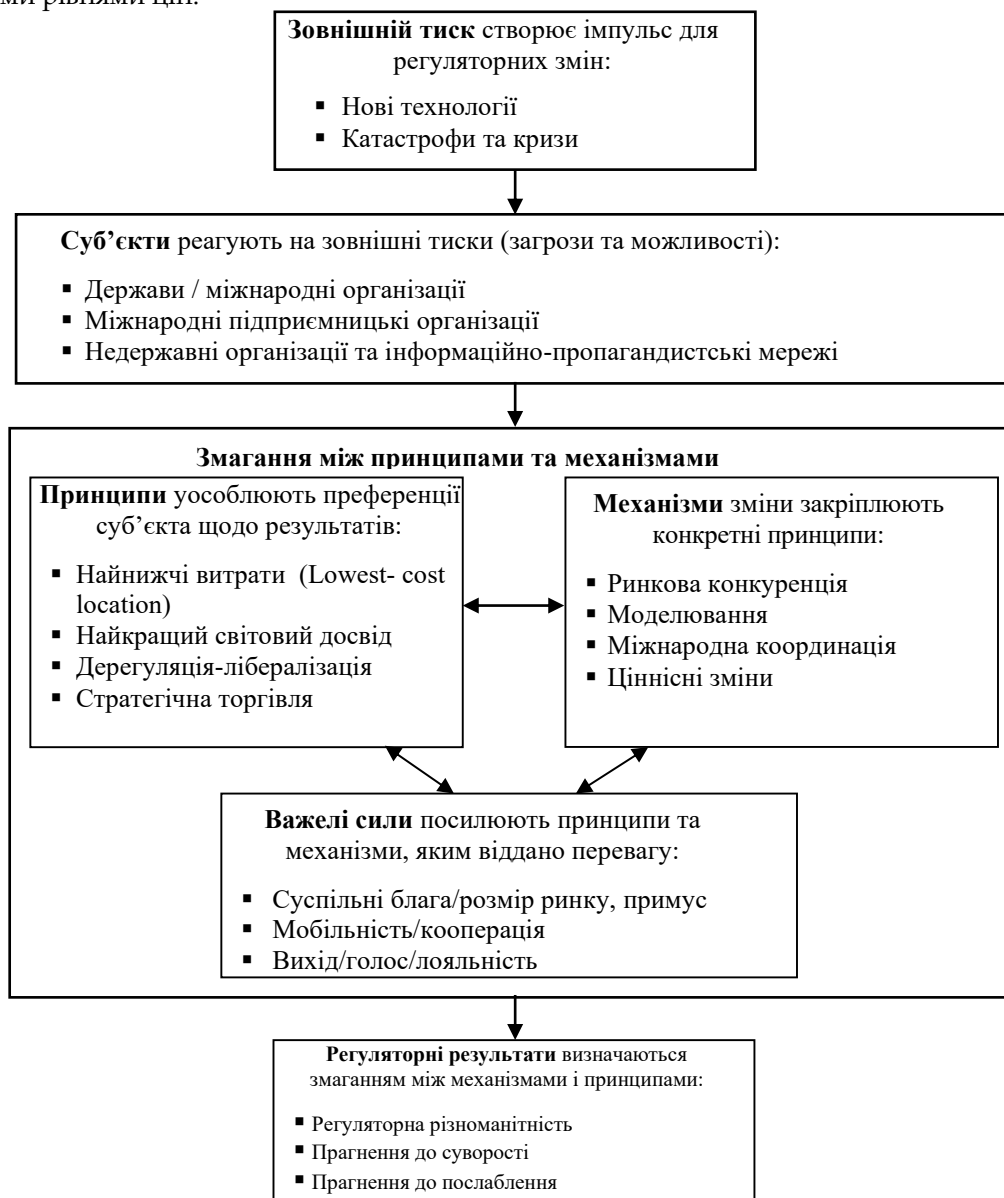 ми рівнями цін.
Зовнішній тиск створює імпульс для
регуляторних змін:
▪ Нові технології
▪ Катастрофи та кризи
Суб’єкти реагують на зовнішні тиски (загрози та можливості):
▪ Держави / міжнародні організації
▪ Міжнародні підприємницькі організації
▪ Недержавні організації та інформаційно-пропагандистські мережі
Змагання між принципами та механізмами
Принципи уособлюють преференції
суб’єкта щодо результатів:
▪ Найнижчі витрати (Lowest- cost
location)
▪ Найкращий світовий досвід
▪ Дерегуляція-лібералізація
▪ Стратегічна торгівля
Механізми зміни закріплюють
конкретні принципи:
▪ Ринкова конкуренція
▪ Моделювання
▪ Міжнародна координація
▪ Ціннісні зміни
Важелі сили посилюють принципи та
механізми, яким віддано перевагу:
▪ Суспільні блага/розмір ринку, примус
▪ Мобільність/кооперація
▪ Вихід/голос/лояльність
Регуляторні результати визначаються
змаганням між механізмами і принципами:
▪ Регуляторна різноманітність
▪ Прагнення до суворості
▪ Прагнення до послаблення